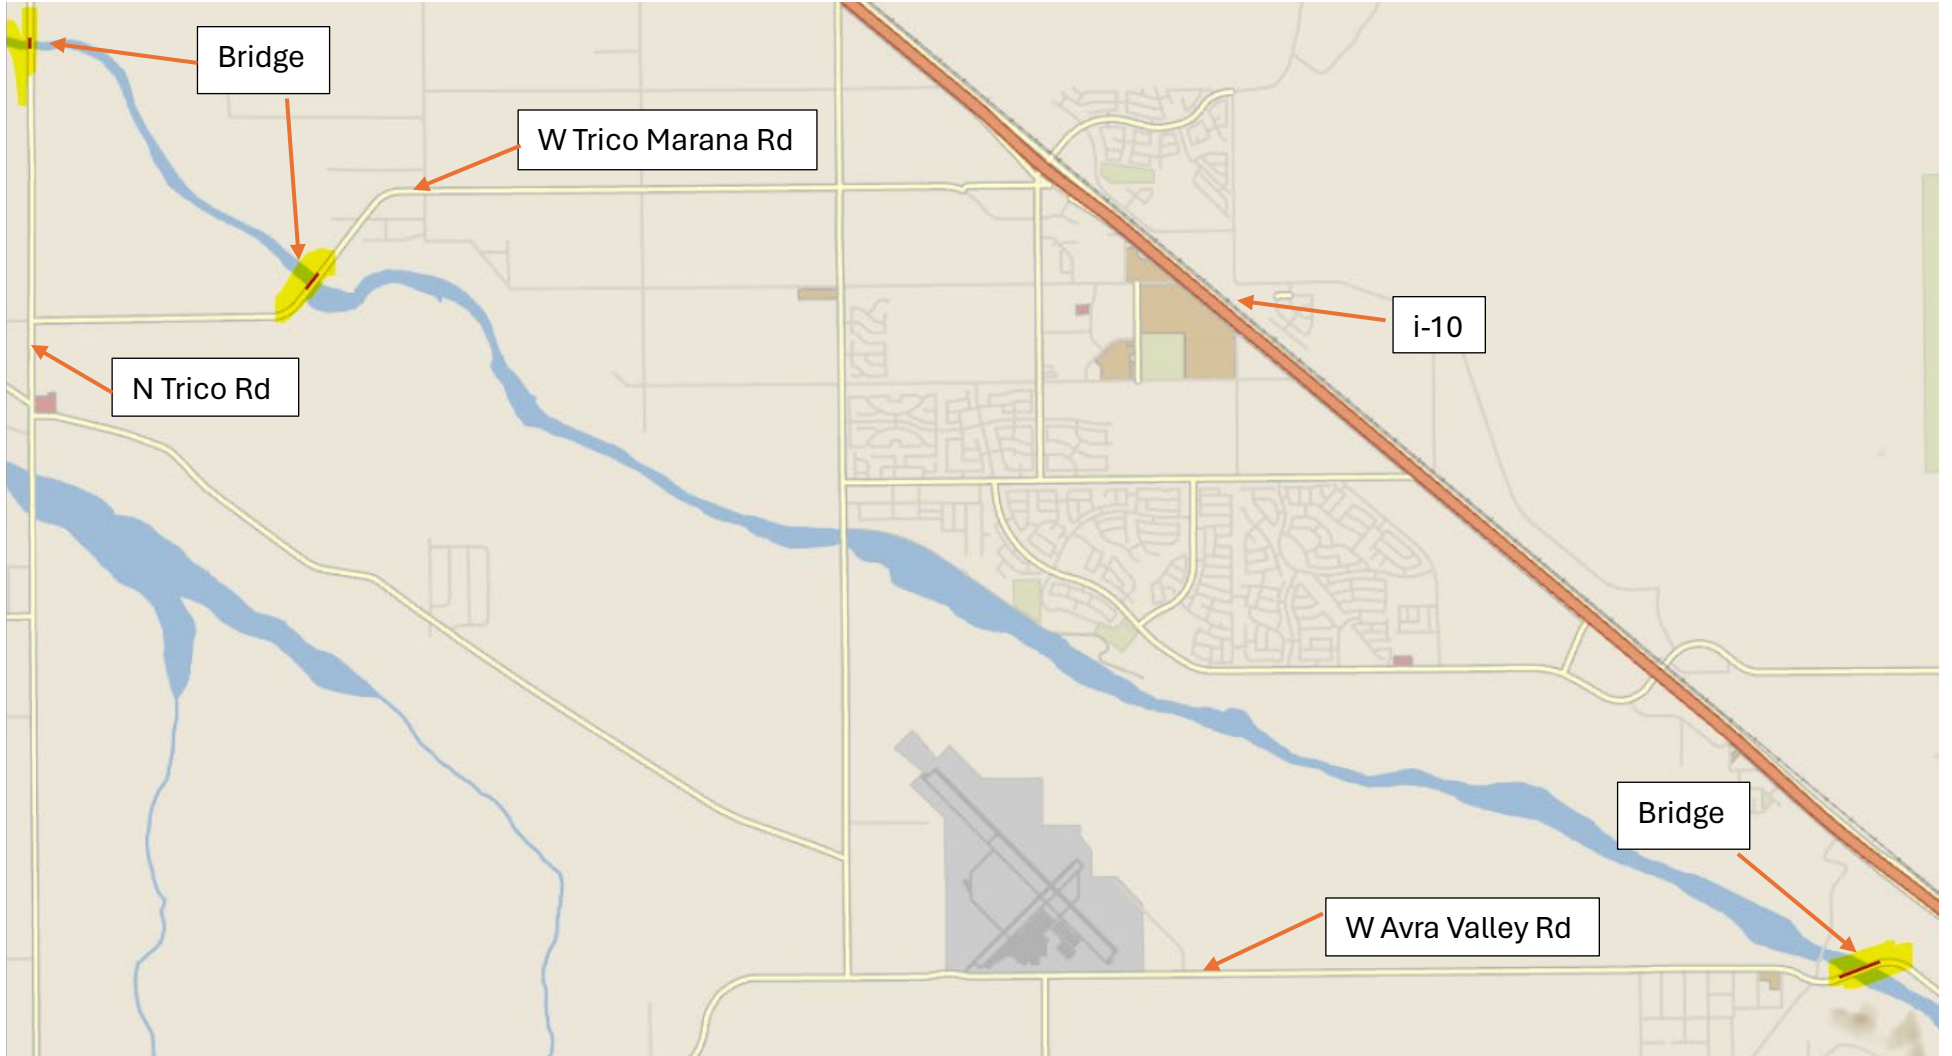 Bridge
W Trico Marana Rd
i-10
N Trico Rd
Bridge
W Avra Valley Rd